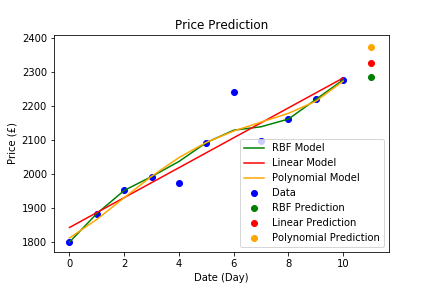 Price Prediction
2400
2300
2200
2100
2000
1900
1800
Price (£)
RBF Model
Linear Model
Polynomial Model
Data
RBF Prediction
Linear Prediction
Polynomial Prediction
0
2
4
6
8
10
Date (Day)